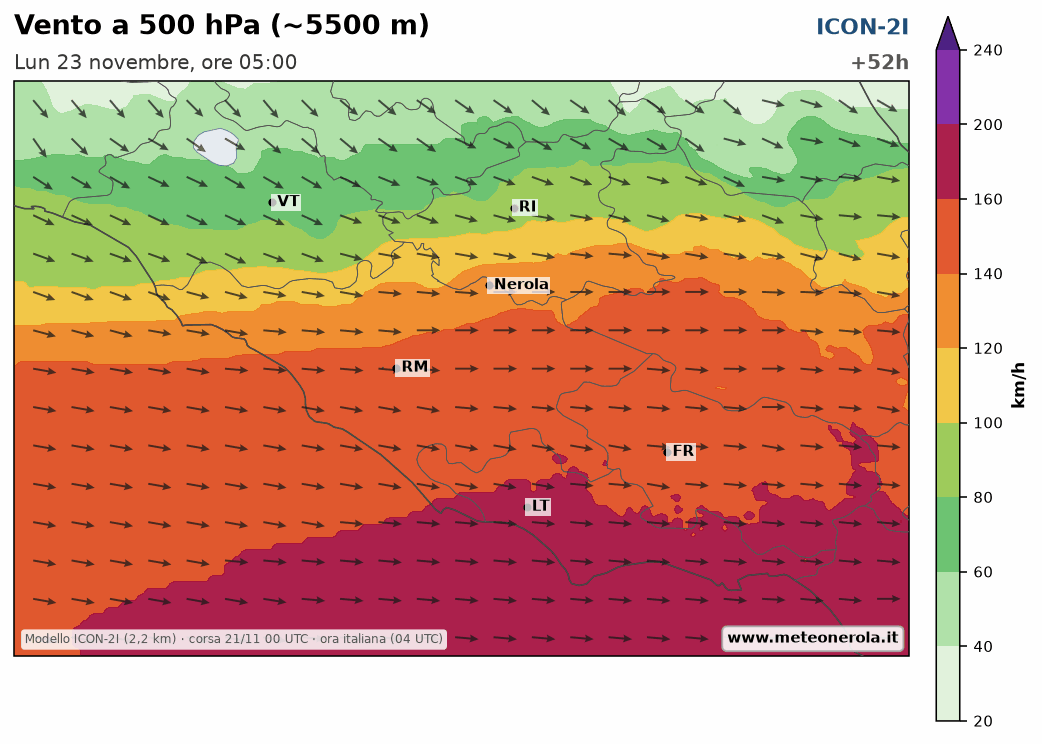 Vento a 500 hPa (~5500 m)
ICON-2I
Lun 23 novembre, ore 05:00
+52h
VT
RI
Nerola
RM
FR
LT
Modello ICON-2I (2,2 km) · corsa 21/11 00 UTC · ora italiana (04 UTC)
www.meteonerola.it
240
200
160
140
120
100
80
60
40
20
km/h